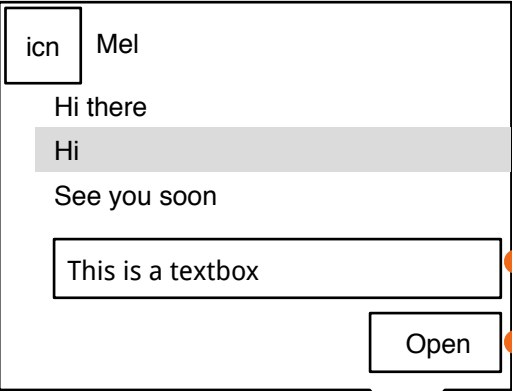 icn Mel
Hi there
Hi
See you soon
This is a textbox
Open